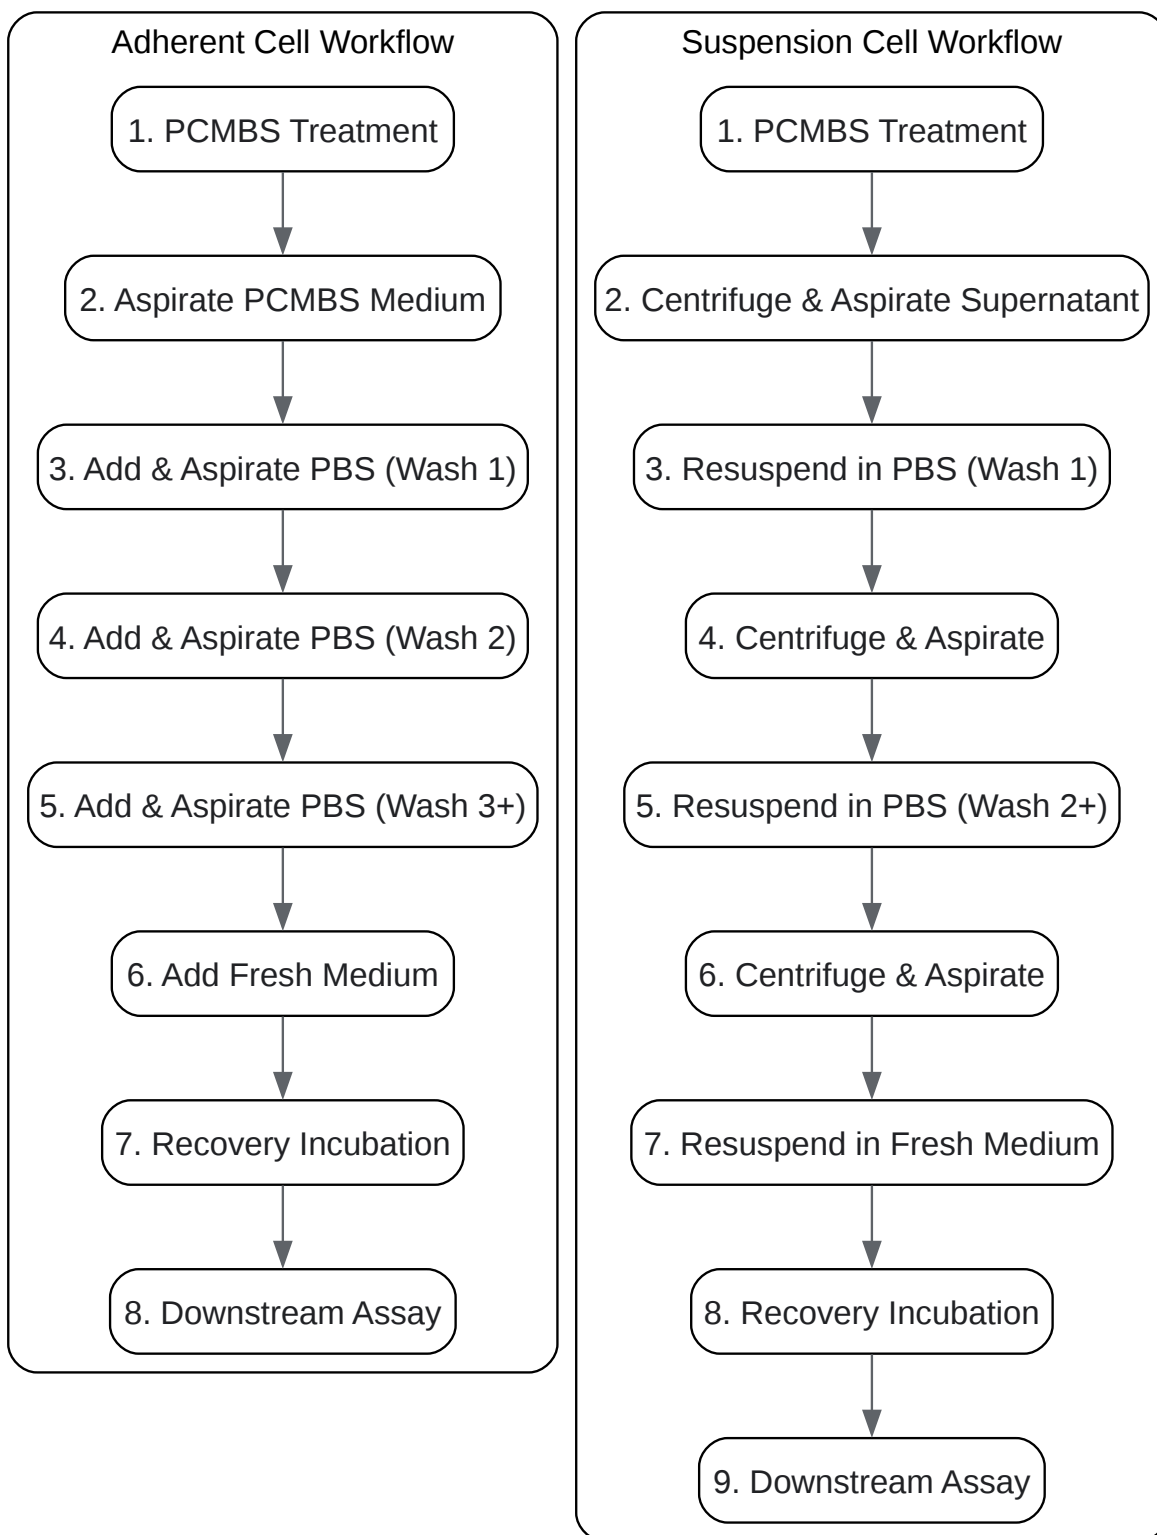 Adherent Cell Workflow
1. PCMBS Treatment
2. Aspirate PCMBS Medium
3. Add & Aspirate PBS (Wash 1)
4. Add & Aspirate PBS (Wash 2)
5. Add & Aspirate PBS (Wash 3+)
6. Add Fresh Medium
7. Recovery Incubation
8. Downstream Assay
Suspension Cell Workflow
1. PCMBS Treatment
2. Centrifuge & Aspirate Supernatant
3. Resuspend in PBS (Wash 1)
4. Centrifuge & Aspirate
5. Resuspend in PBS (Wash 2+)
6. Centrifuge & Aspirate
7. Resuspend in Fresh Medium
8. Recovery Incubation
9. Downstream Assay